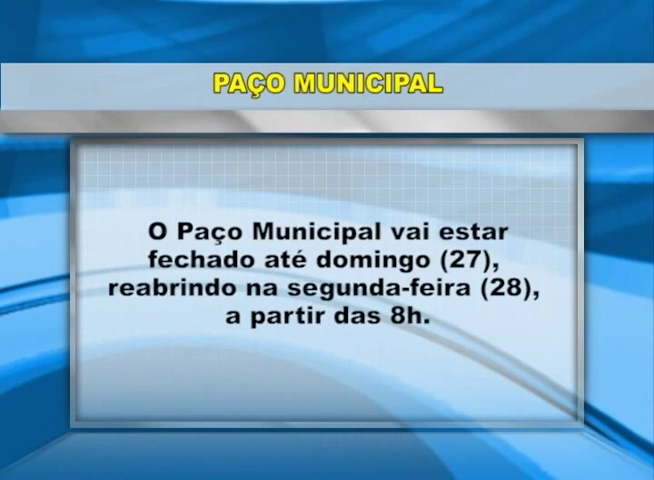 PAÇO MUNICIPAL
O Paço Municipal vai estar
fechado até domingo (27),
reabrindo na segunda-feira (28),
a partir das 8h.